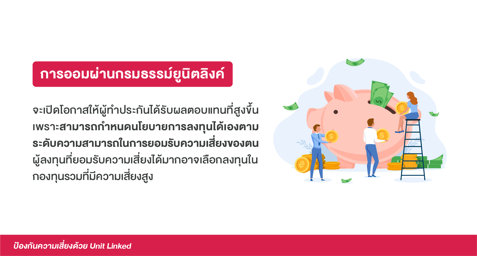 การออมผ่านกรมธรรม์ยูนิตลิงค์
จะเปิดโอกาสให้ผู้ทำประกันได้รับผลตอบแทนที่สูงขึ้น
เพราะสามารถกำหนดนโยบายการลงทุนได้เองตาม
ระดับความสามารถในการยอมรับความเสี่ยงของตน
ผู้ลงทุนที่ยอมรับความเสี่ยงได้มากอาจเลือกลงทุนใน
กองทุนรวมที่มีความเสี่ยงสูง
ป้องกันความเสี่ยงด้วย Unit Linked